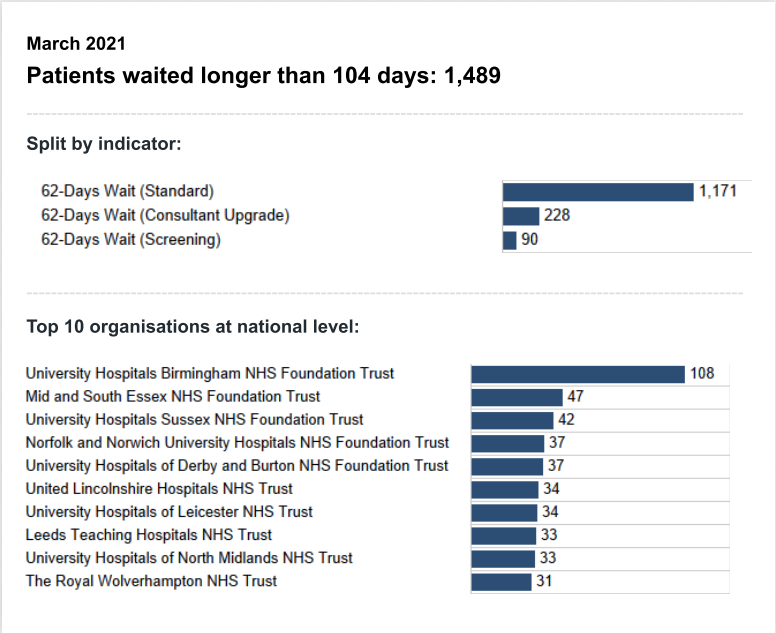 March 2021
Patients waited longer than 104 days: 1,489
Split by indicator:
62-Days Wait (Standard) 1,171
62-Days Wait (Consultant Upgrade) 228
62-Days Wait (Screening) 90
Top 10 organisations at national level:
University Hospitals Birmingham NHS Foundation Trust 108
Mid and South Essex NHS Foundation Trust 47
University Hospitals Sussex NHS Foundation Trust 42
Norfolk and Norwich University Hospitals NHS Foundation Trust 37
University Hospitals of Derby and Burton NHS Foundation Trust 37
United Lincolnshire Hospitals NHS Trust 34
University Hospitals of Leicester NHS Trust 34
Leeds Teaching Hospitals NHS Trust 33
University Hospitals of North Midlands NHS Trust 33
The Royal Wolverhampton NHS Trust 31